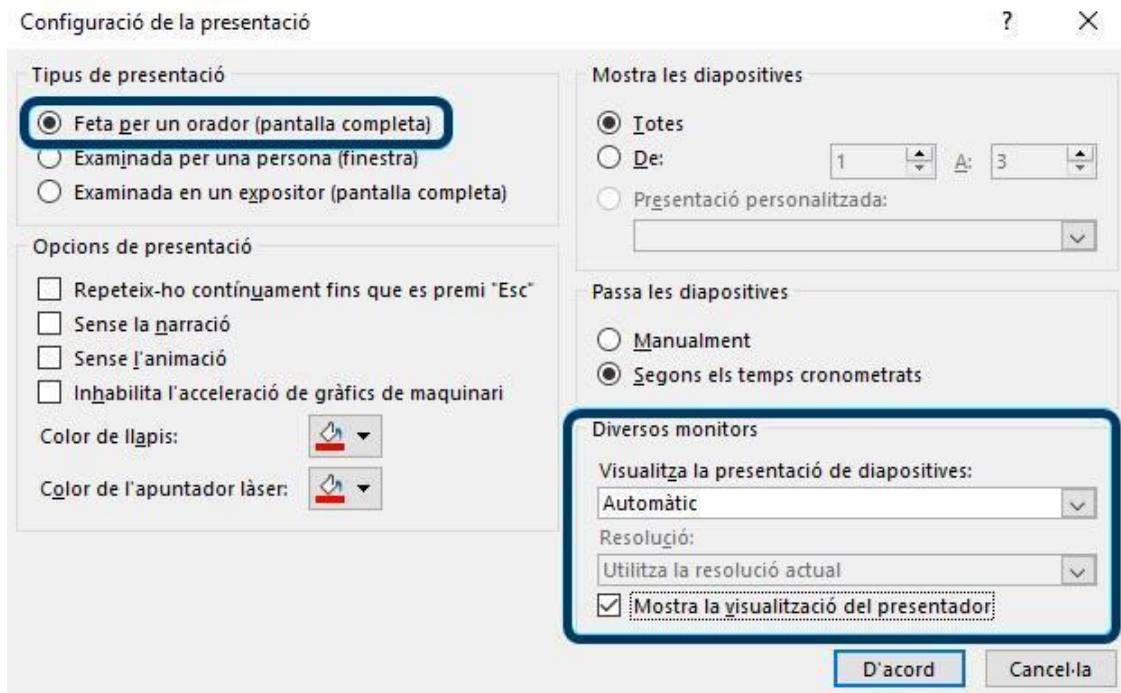 Configuració de la presentació
?
Tipus de presentació
Feta per un orador (pantalla completa)
Examinada per una persona (finestra)
Examinada en un expositor (pantalla completa)
Opcions de presentació
Repeteix-ho contínuament fins que es premi "Esc"
Sense la narració
Sense l'animació
Inhabilita l'acceleració de gràfics de maquinari
Color de llapis:
Color de l'apuntador làser:
Mostra les diapositives
Totes
De: 1 A: 3
Presentació personalitzada:
Passa les diapositives
Manualment
Segons els temps cronometrats
Diversos monitors
Visualitza la presentació de diapositives:
Automàtic
Resolució:
Utilitza la resolució actual
Mostra la visualització del presentador
D'acord Cancel·la